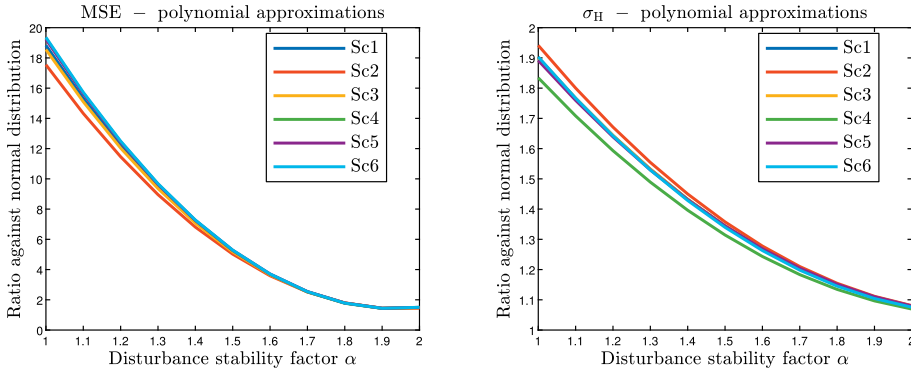 MSE − polynomial approximations
Ratio against normal distribution
20
18
16
14
12
10
8
6
4
2
0
Sc1
Sc2
Sc3
Sc4
Sc5
Sc6
1 1.1 1.2 1.3 1.4 1.5 1.6 1.7 1.8 1.9 2
Disturbance stability factor α
σH − polynomial approximations
Ratio against normal distribution
2
1.9
1.8
1.7
1.6
1.5
1.4
1.3
1.2
1.1
1
Sc1
Sc2
Sc3
Sc4
Sc5
Sc6
1 1.1 1.2 1.3 1.4 1.5 1.6 1.7 1.8 1.9 2
Disturbance stability factor α